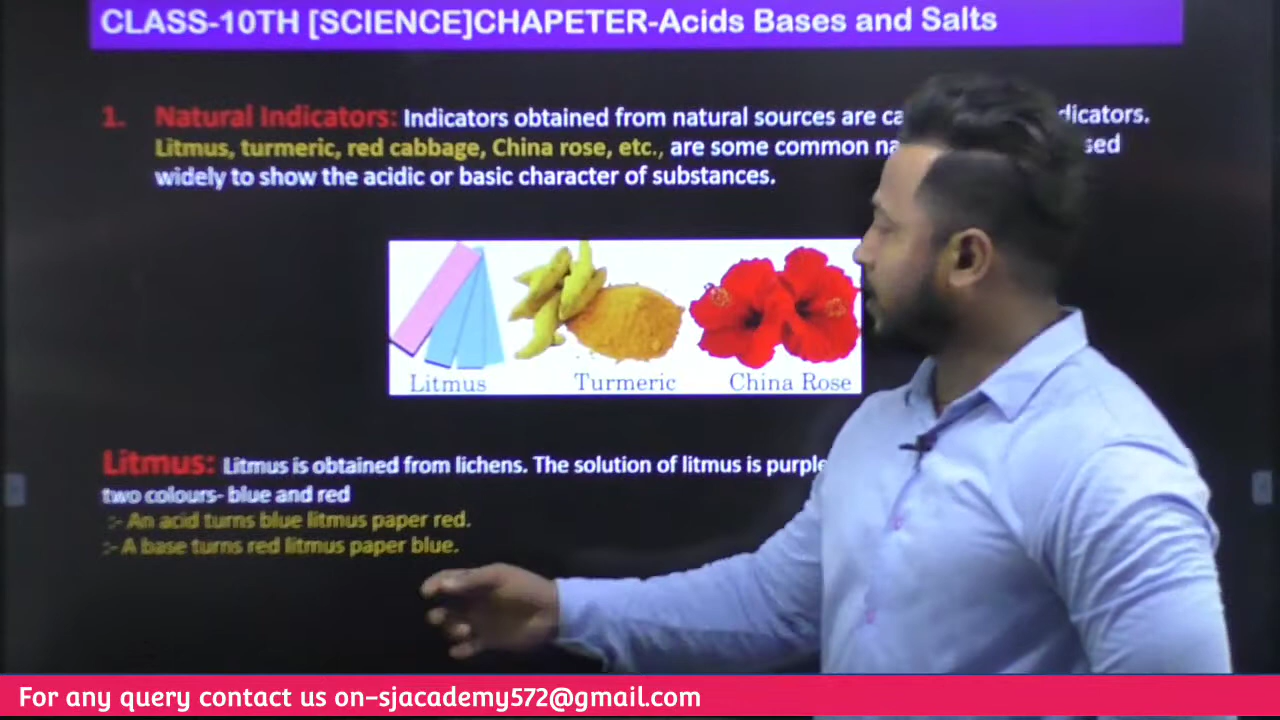 CLASS-10TH [SCIENCE]CHAPETER-Acids Bases and Salts
1. Natural Indicators: Indicators obtained from natural sources are
Litmus, turmeric, red cabbage, China rose, etc., are some common
widely to show the acidic or basic character of substances.
Litmus Turmeric China Rose
Litmus: Litmus is obtained from lichens. The solution of litmus is purple
two colours- blue and red
:- An acid turns blue litmus paper red.
:- A base turns red litmus paper blue.
For any query contact us on-sjacademy572@gmail.com